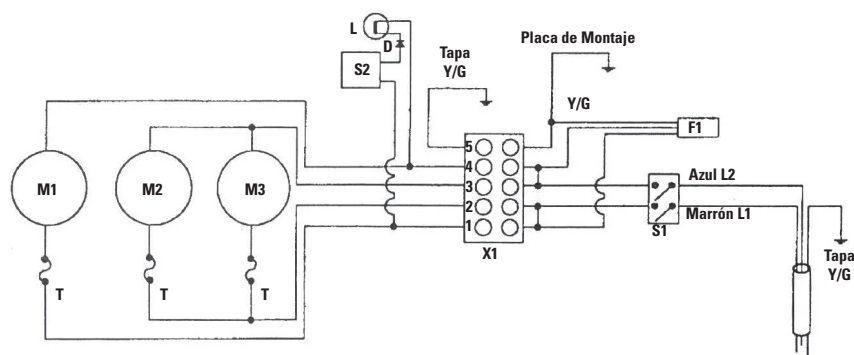 L
D
S2
Tapa
Y/G
Placa de Montaje
Y/G
F1
M1
M2
M3
5
4
3
2
1
X1
Azul L2
Marrón L1
S1
T
T
T
Tapa
Y/G